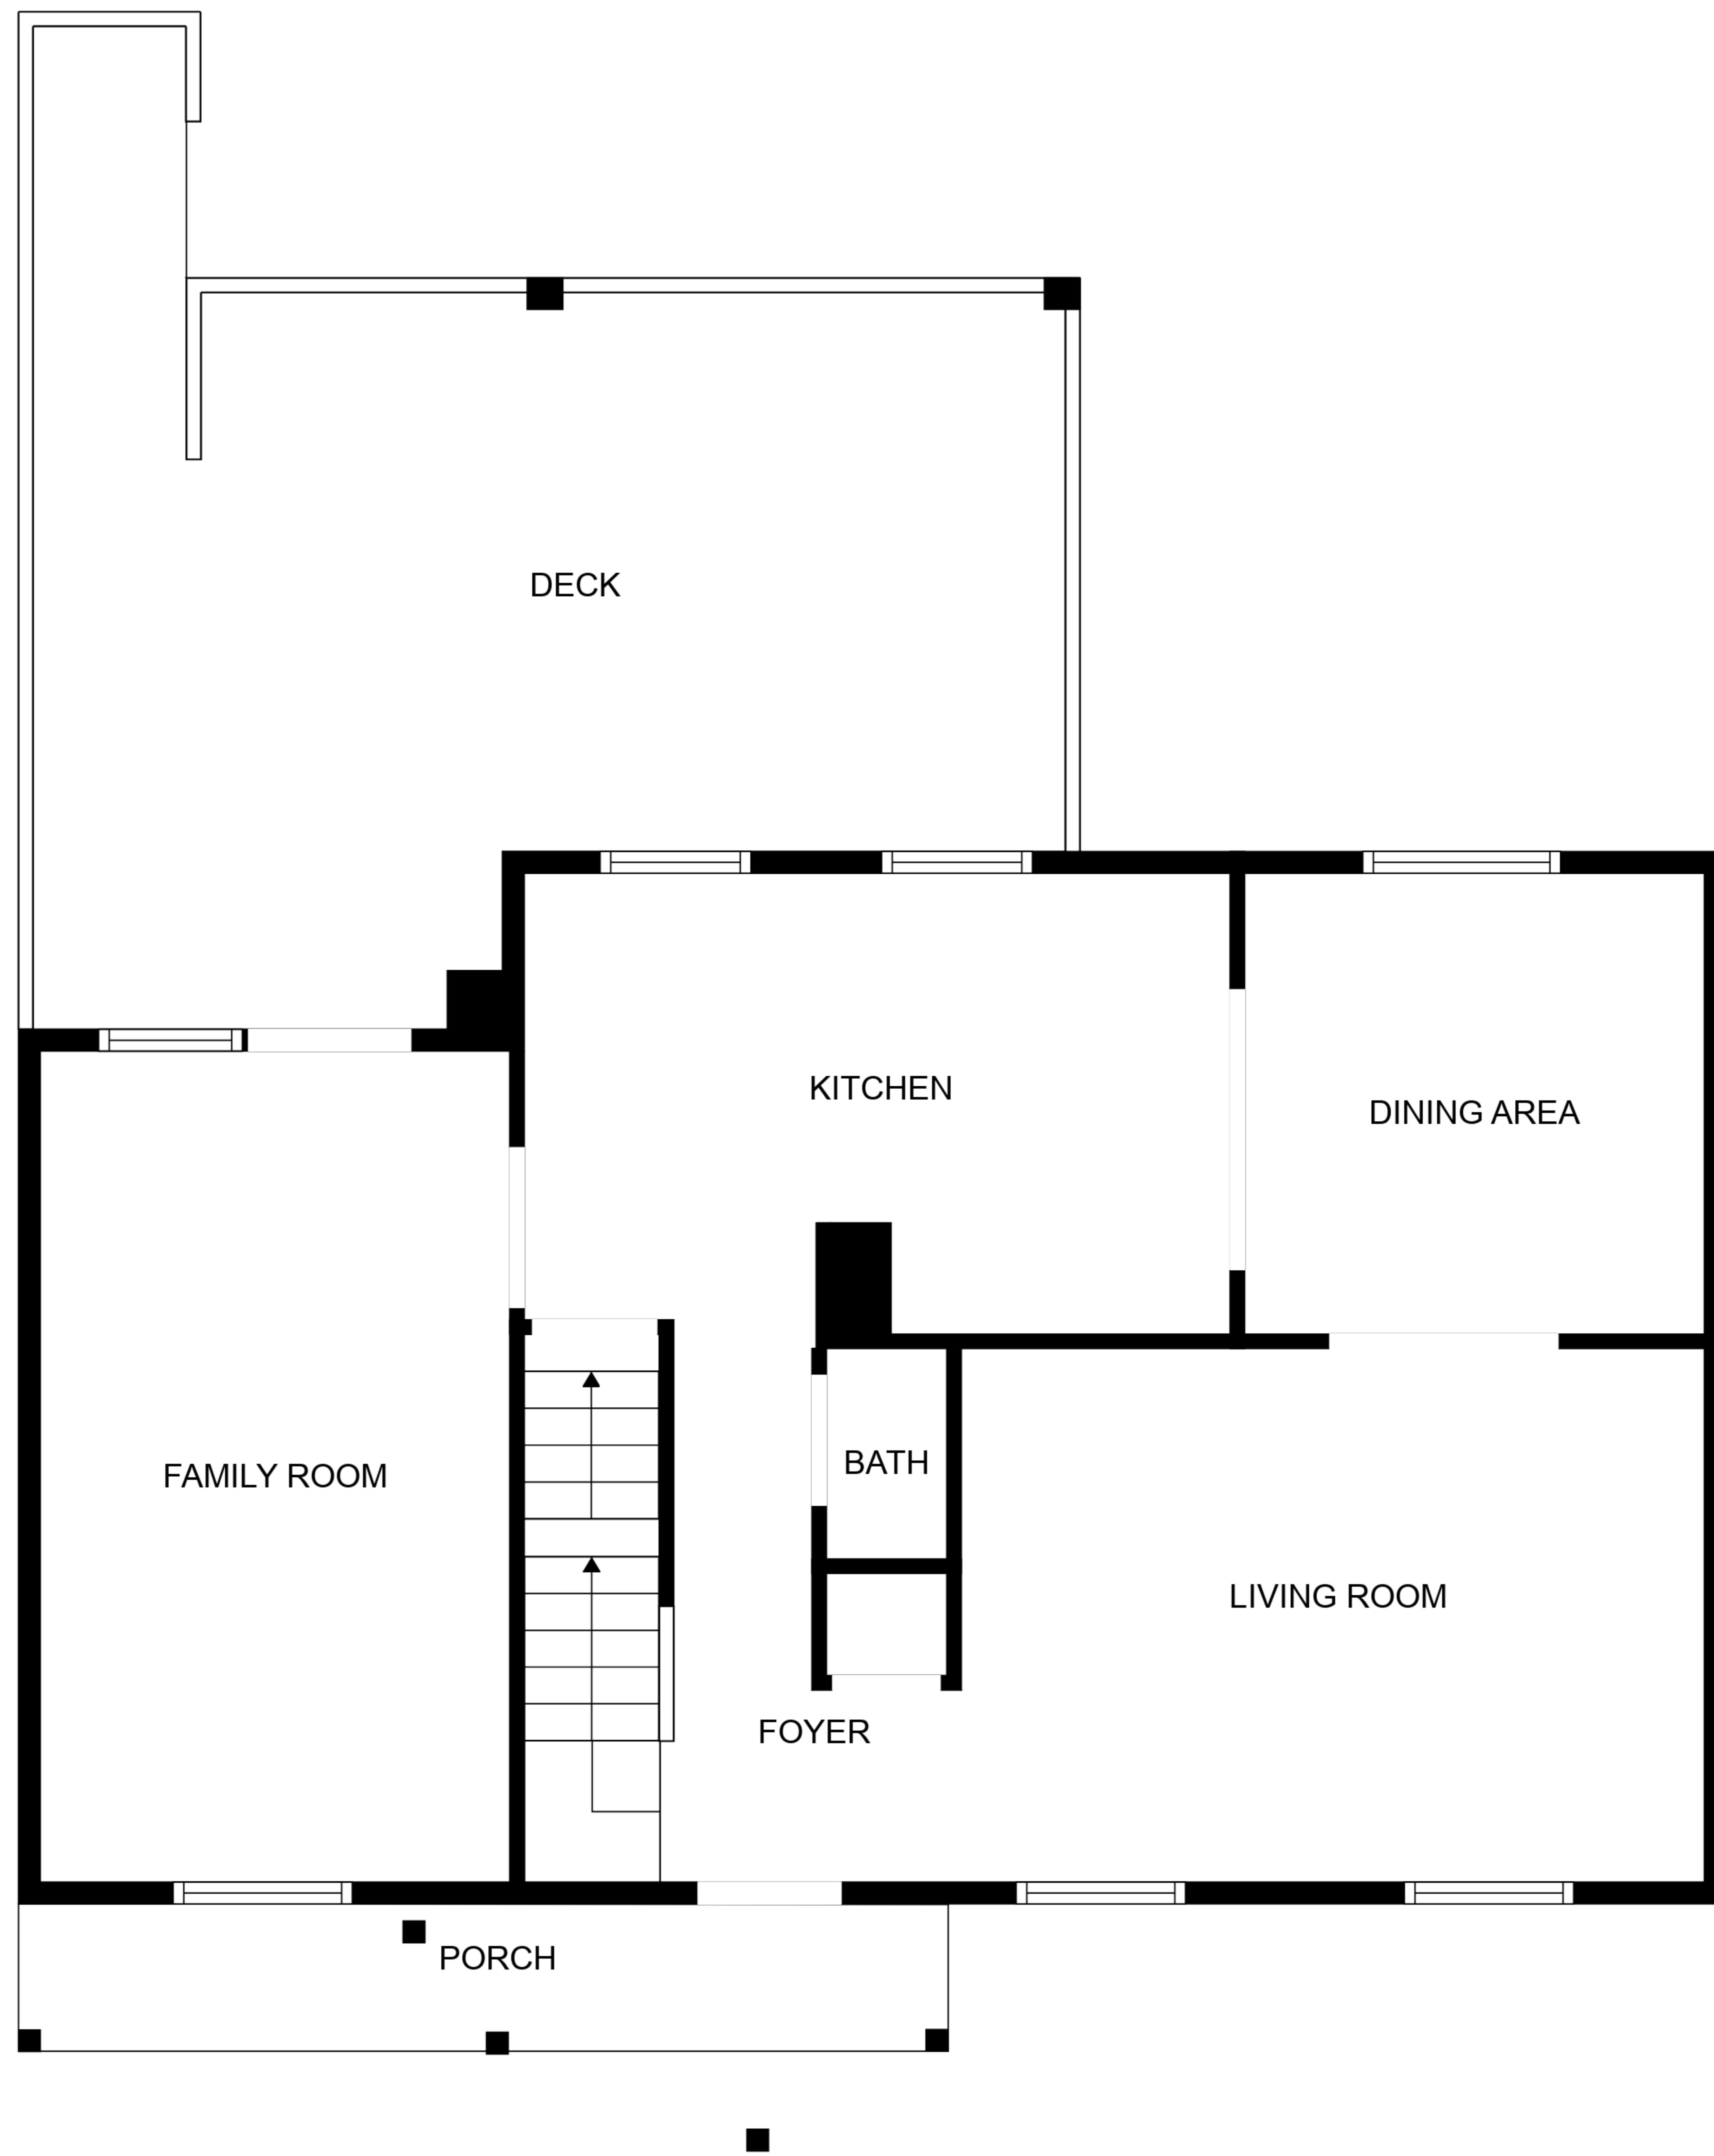 DECK
KITCHEN
DINING AREA
BATH
FAMILY ROOM
LIVING ROOM
FOYER
PORCH